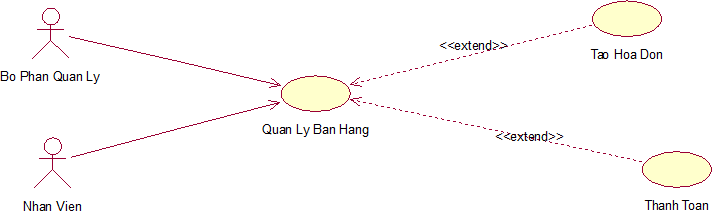 <<extend>>
Tao Hoa Don
Bo Phan Quan Ly
Quan Ly Ban Hang
<<extend>>
Nhan Vien
Thanh Toan